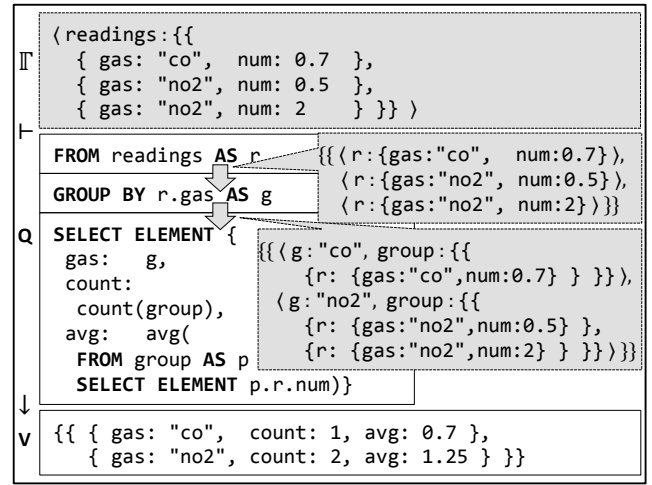 𝕋 ⟨ readings : {{
{ gas: "co", num: 0.7 },
{ gas: "no2", num: 0.5 },
{ gas: "no2", num: 2 } }} ⟩
⊢
FROM readings AS r
{{ ⟨ r : {gas:"co", num:0.7} ⟩,
⟨ r : {gas:"no2", num:0.5} ⟩,
⟨ r : {gas:"no2", num:2} ⟩ }}
GROUP BY r.gas AS g
Q
SELECT ELEMENT {
gas: g,
count:
count(group),
avg: avg(
FROM group AS p
SELECT ELEMENT p.r.num)}
{{ ⟨ g : "co", group : {{
{r: {gas:"co",num:0.7} } }} ⟩,
⟨ g : "no2", group : {{
{r: {gas:"no2",num:0.5} },
{r: {gas:"no2",num:2} } }} ⟩ }}
↓
V
{{ { gas: "co", count: 1, avg: 0.7 },
{ gas: "no2", count: 2, avg: 1.25 } }}